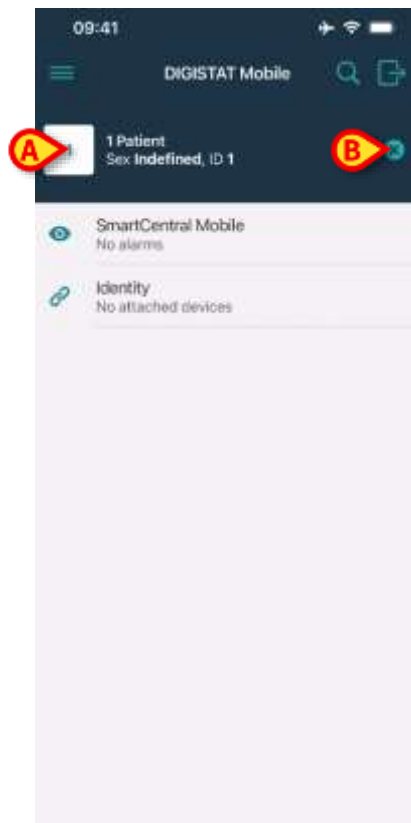 09:41
DIGISTAT Mobile
A
1 Patient
Sex Indefined, ID 1
B
SmartCentral Mobile
No alarms
Identity
No attached devices